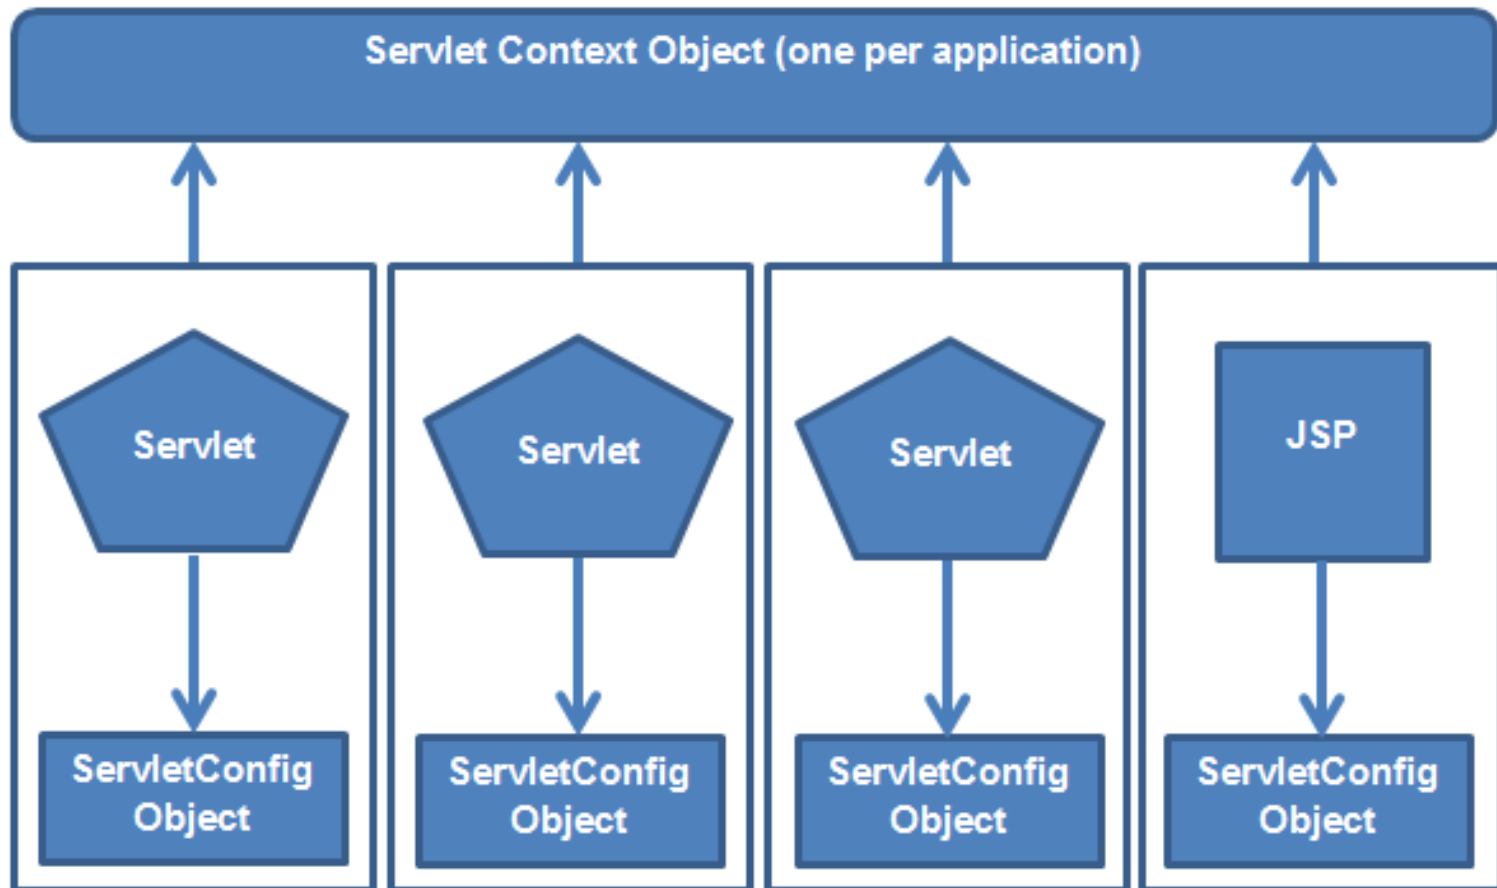 Servlet Context Object (one per application)
Servlet
Servlet
Servlet
JSP
ServletConfig
Object
ServletConfig
Object
ServletConfig
Object
ServletConfig
Object